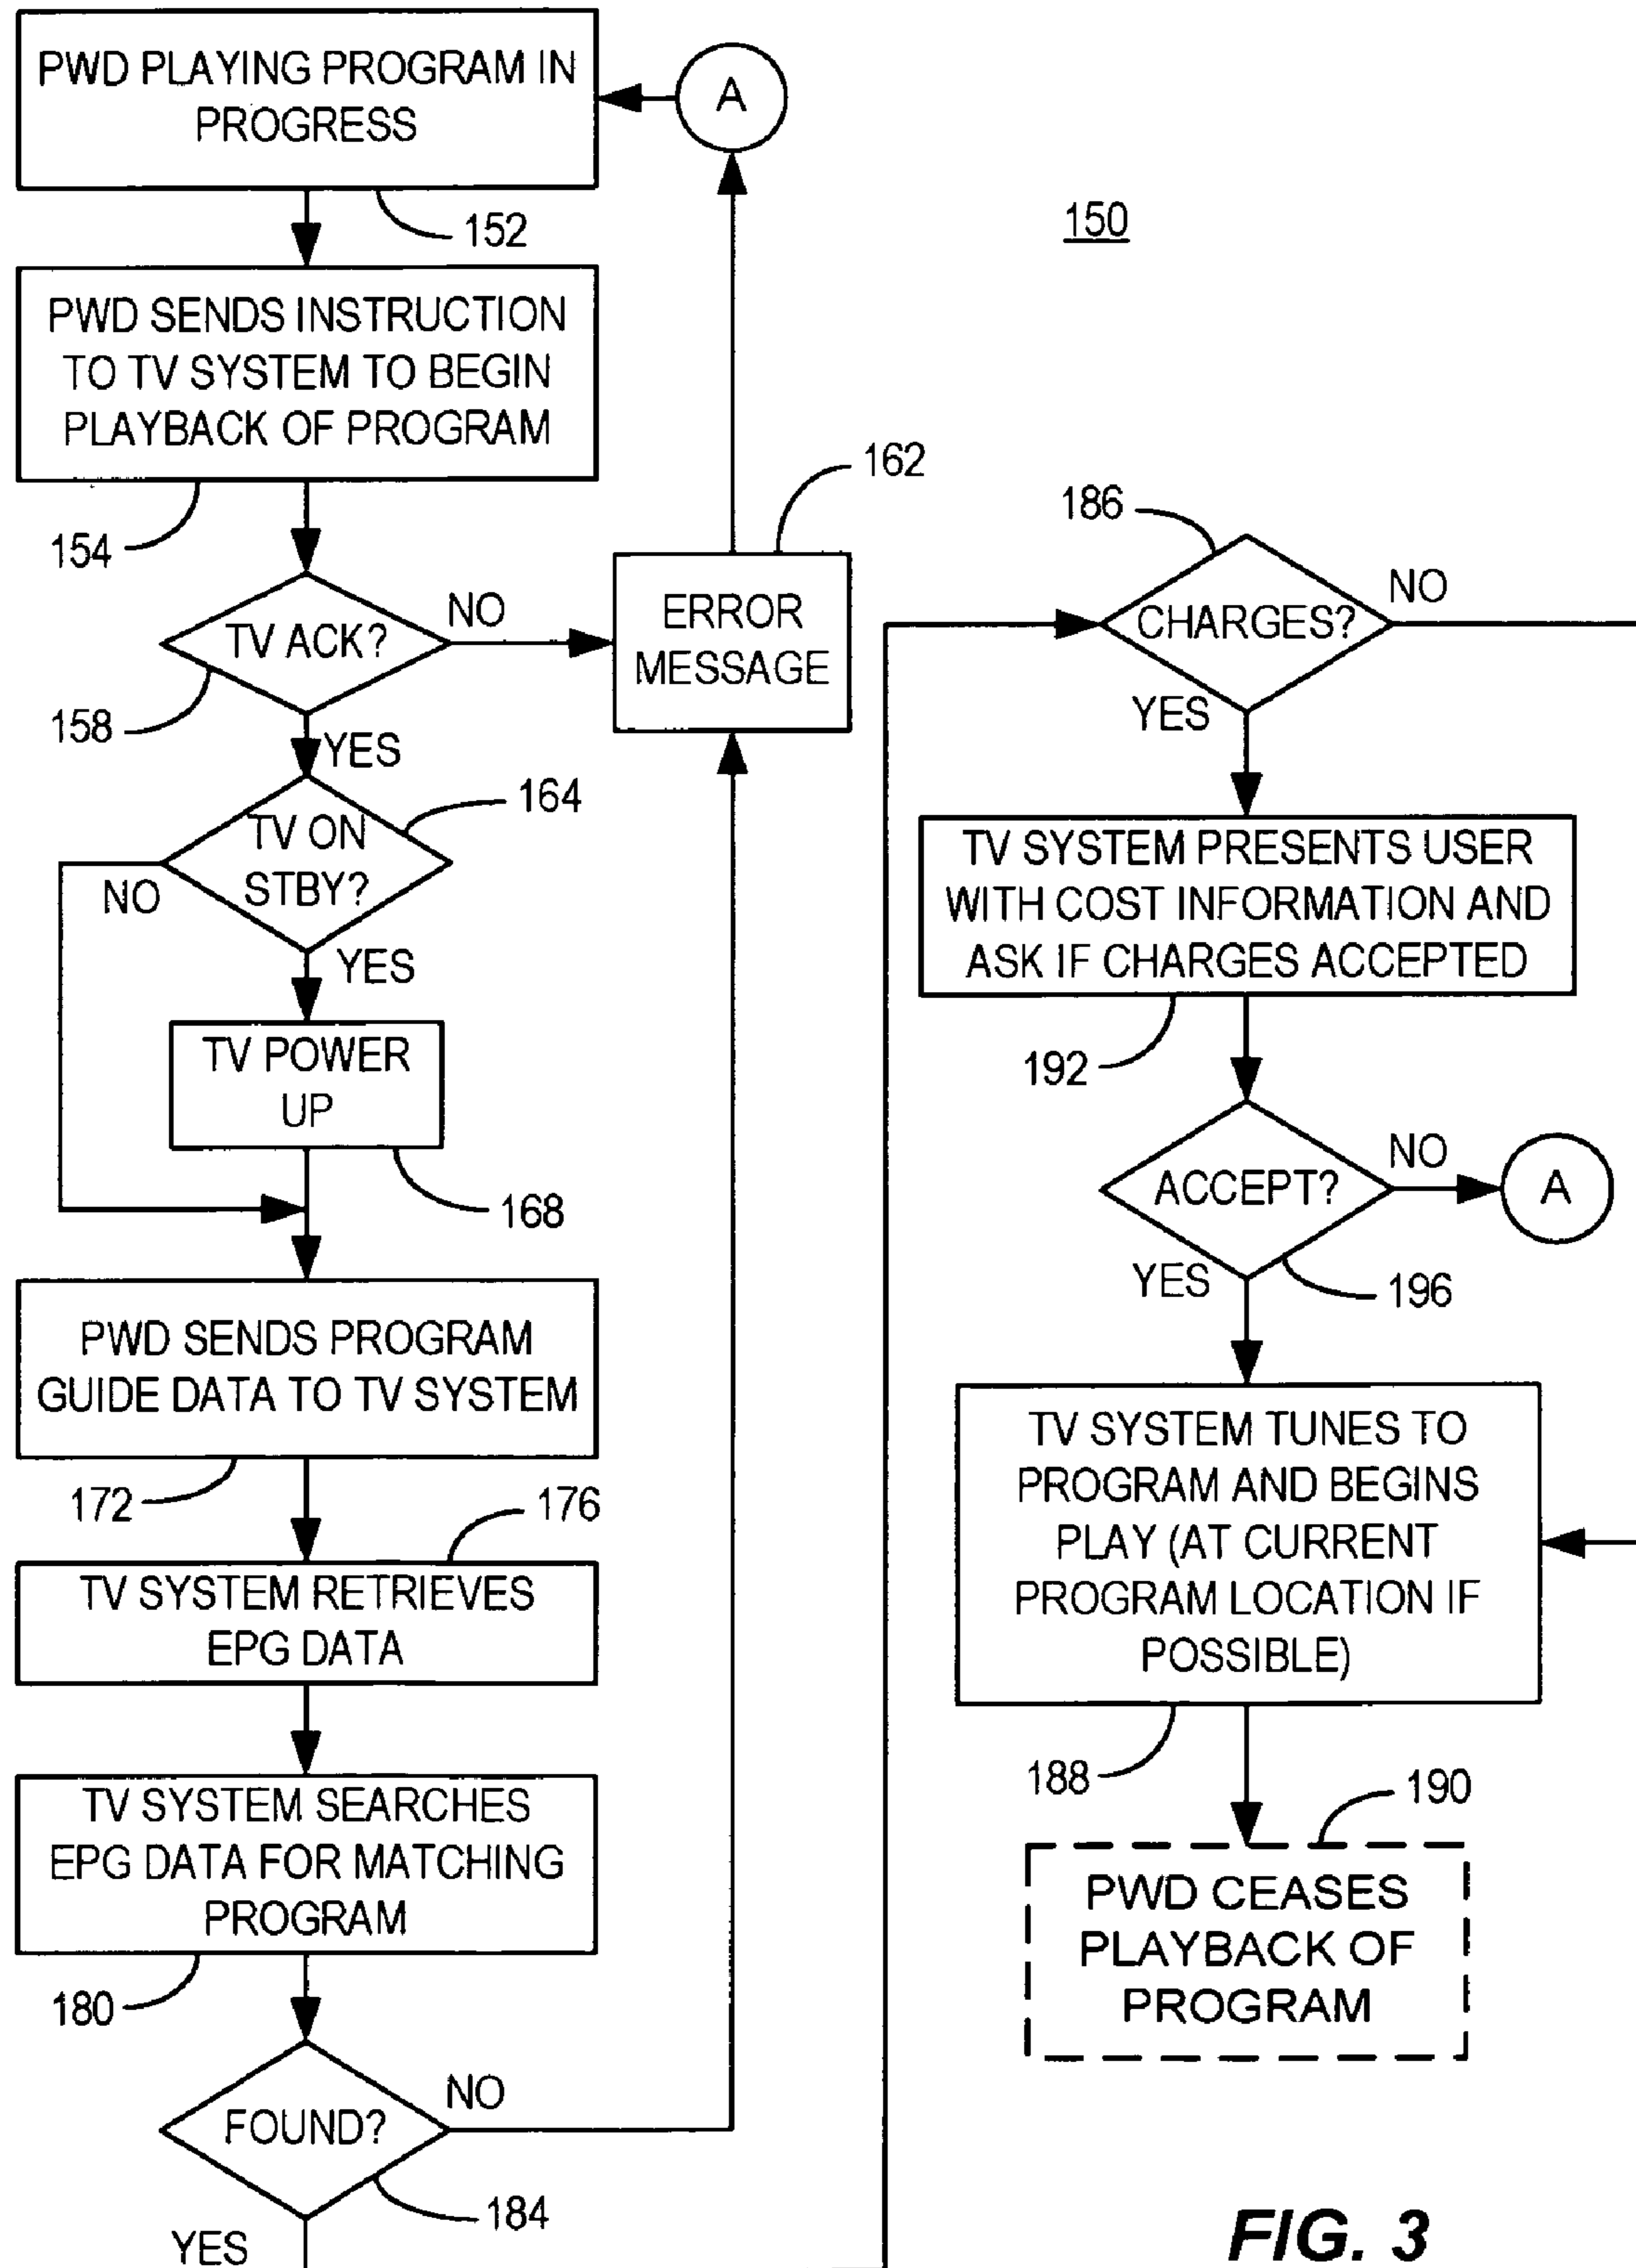 PWD PLAYING PROGRAM IN
PROGRESS
A
152
150
PWD SENDS INSTRUCTION
TO TV SYSTEM TO BEGIN
PLAYBACK OF PROGRAM
154
162
TV ACK?
NO
ERROR
MESSAGE
158
YES
164
TV ON
STBY?
NO
YES
TV POWER
UP
168
PWD SENDS PROGRAM
GUIDE DATA TO TV SYSTEM
172
176
TV SYSTEM RETRIEVES
EPG DATA
TV SYSTEM SEARCHES
EPG DATA FOR MATCHING
PROGRAM
180
FOUND?
NO
184
YES
186
CHARGES?
NO
YES
TV SYSTEM PRESENTS USER
WITH COST INFORMATION AND
ASK IF CHARGES ACCEPTED
192
ACCEPT?
NO
A
YES
196
TV SYSTEM TUNES TO
PROGRAM AND BEGINS
PLAY (AT CURRENT
PROGRAM LOCATION IF
POSSIBLE)
188
190
PWD CEASES
PLAYBACK OF
PROGRAM
FIG. 3